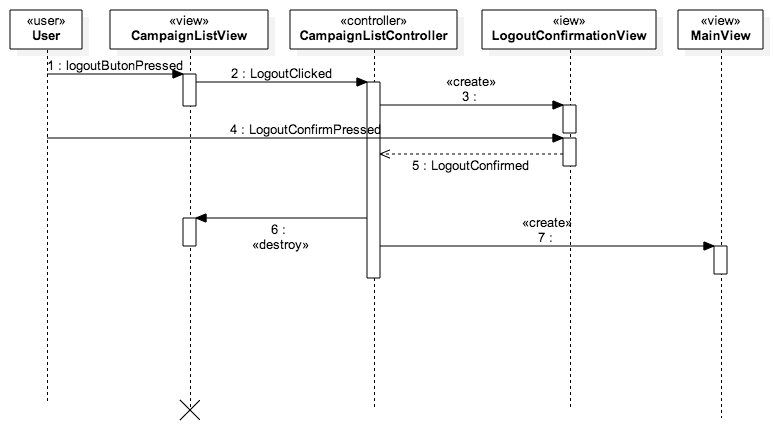 «user»
User
«view»
CampaignListView
«controller»
CampaignListController
«iew»
LogoutConfirmationView
«view»
MainView
1 : logoutButonPressed
2 : LogoutClicked
«create»
3 :
4 : LogoutConfirmPressed
5 : LogoutConfirmed
6 :
«destroy»
«create»
7 :